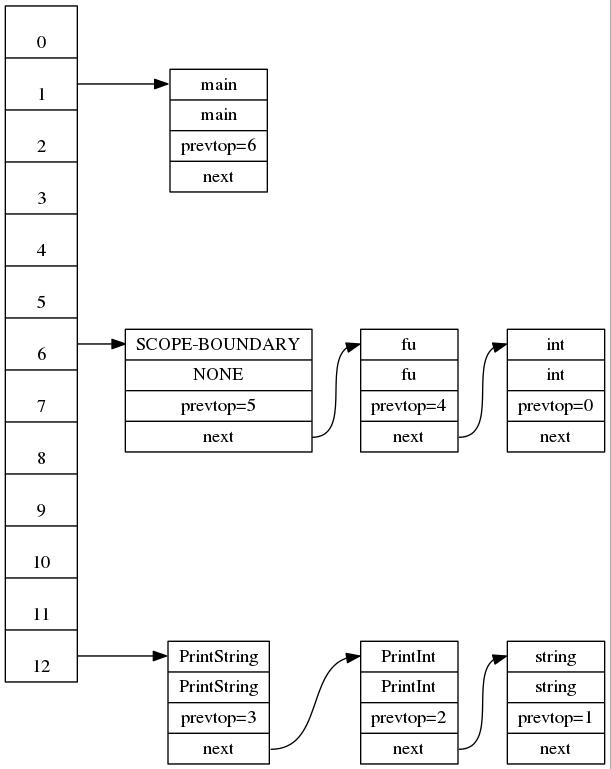 0
1
2
3
4
5
6
7
8
9
10
11
12
main
main
prevtop=6
next
SCOPE-BOUNDARY
NONE
prevtop=5
next
fu
fu
prevtop=4
next
int
int
prevtop=0
next
PrintString
PrintString
prevtop=3
next
PrintInt
PrintInt
prevtop=2
next
string
string
prevtop=1
next